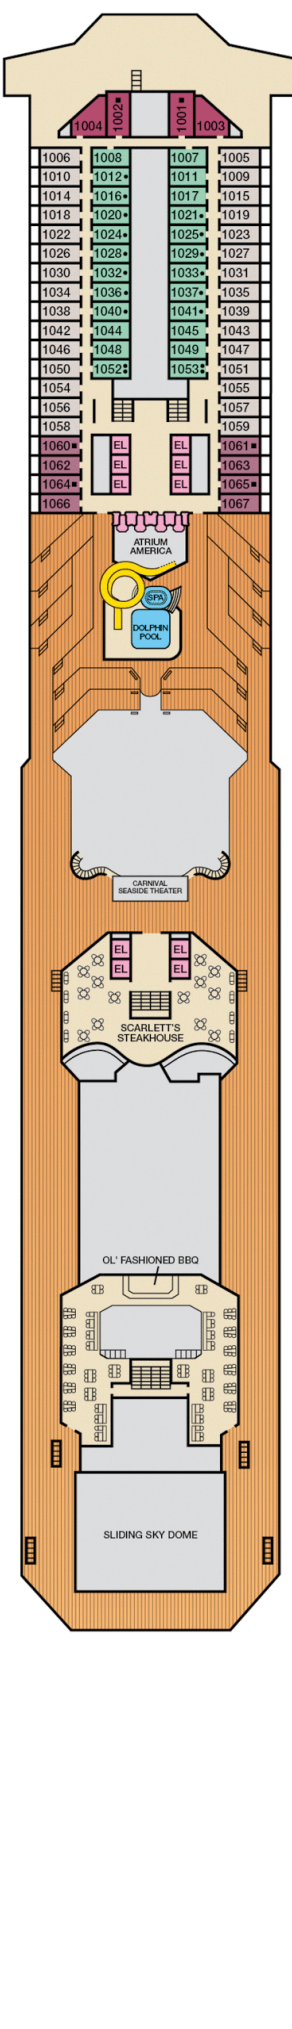 1004 1002 1001 1003
1006 1008 1007 1005
1010 1012 1011 1009
1014 1016 1017 1015
1018 1020 1021 1019
1022 1024 1025 1023
1026 1028 1029 1027
1030 1032 1033 1031
1034 1036 1037 1035
1038 1040 1041 1039
1042 1044 1045 1043
1046 1048 1049 1047
1050 1052 1053 1051
1054 1055
1056 1057
1058 1059
1060 EL EL 1061
1062 EL EL 1063
1064 EL EL 1065
1066 1067
ATRIUM
AMERICA
SPA
DOLPHIN
POOL
CARNIVAL
SEASIDE THEATER
EL EL
EL EL
SCARLETT'S
STEAKHOUSE
OL' FASHIONED BBQ
SLIDING SKY DOME